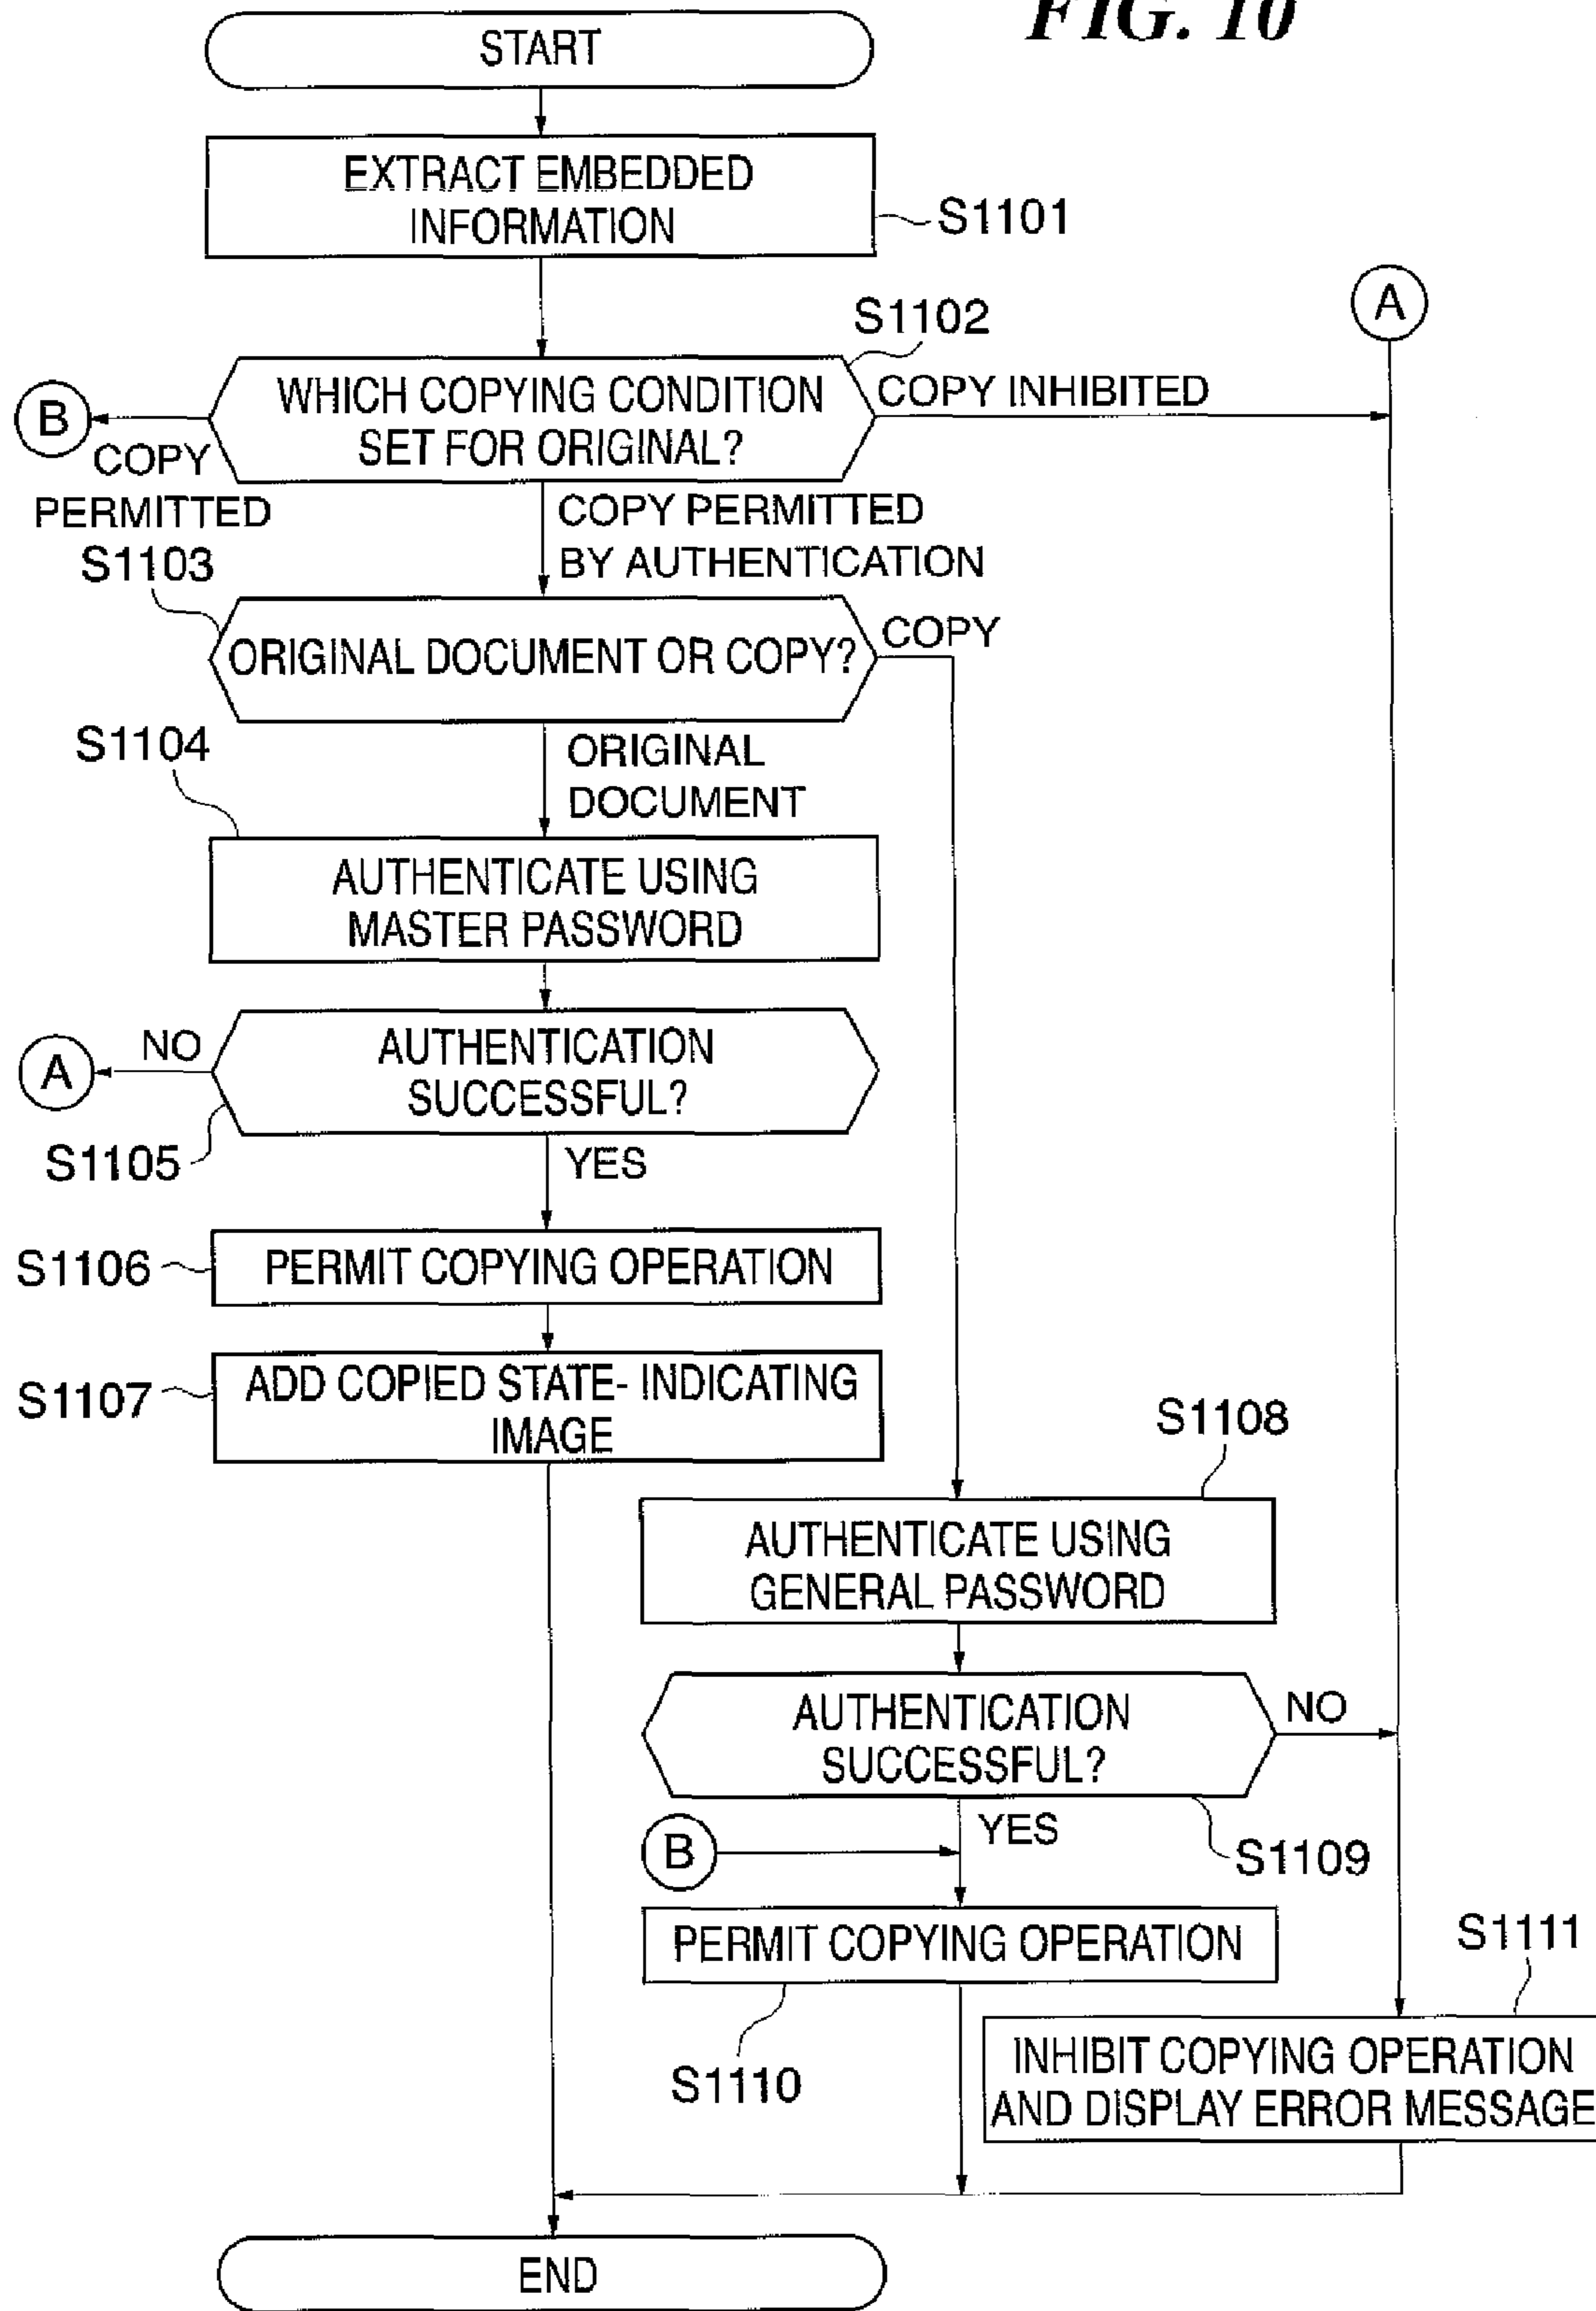 FIG. 10
START
EXTRACT EMBEDDED
INFORMATION
S1101
A
S1102
WHICH COPYING CONDITION
SET FOR ORIGINAL?
COPY INHIBITED
B
COPY
PERMITTED
COPY PERMITTED
BY AUTHENTICATION
S1103
ORIGINAL DOCUMENT OR COPY?
COPY
S1104
ORIGINAL
DOCUMENT
AUTHENTICATE USING
MASTER PASSWORD
A
NO
AUTHENTICATION
SUCCESSFUL?
S1105
YES
S1106
PERMIT COPYING OPERATION
S1107
ADD COPIED STATE- INDICATING
IMAGE
S1108
AUTHENTICATE USING
GENERAL PASSWORD
AUTHENTICATION
SUCCESSFUL?
NO
YES
B
S1109
PERMIT COPYING OPERATION
S1110
S1111
INHIBIT COPYING OPERATION
AND DISPLAY ERROR MESSAGE
END